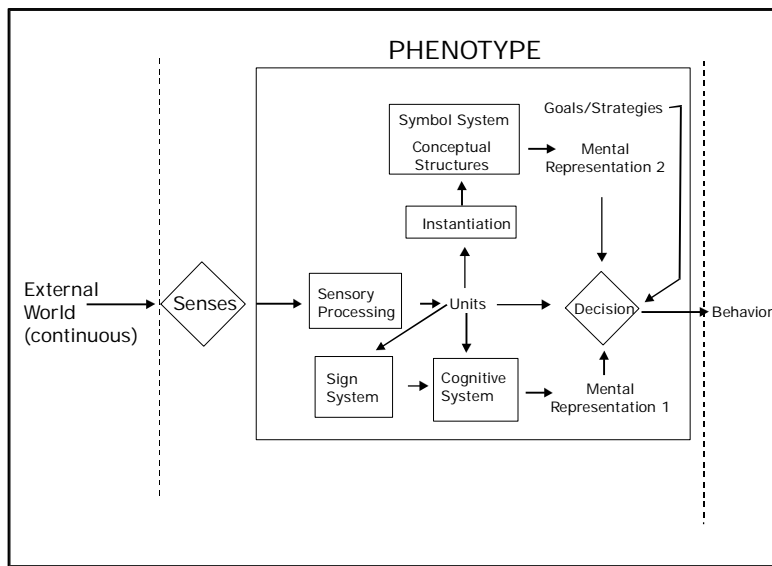 PHENOTYPE
Goals/Strategies
Symbol System
Conceptual
Structures
Mental
Representation 2
Instantiation
External
World
(continuous)
Senses
Sensory
Processing
Units
Decision
Behavior
Sign
System
Cognitive
System
Mental
Representation 1